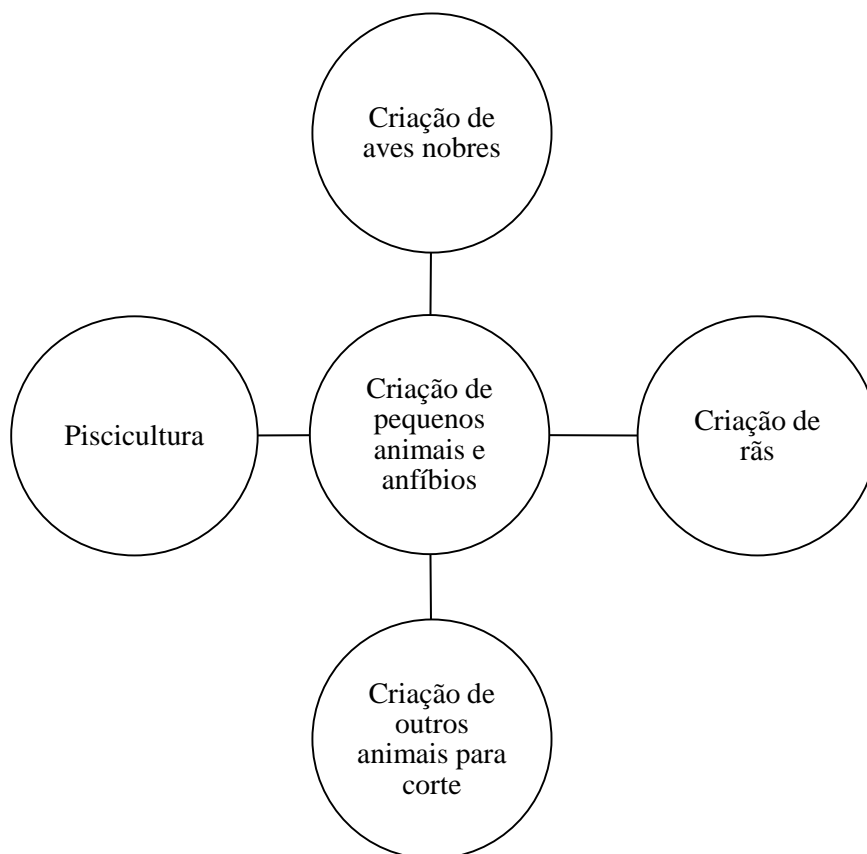 Criação de
aves nobres
Piscicultura
Criação de
pequenos
animais e
anfíbios
Criação de
rãs
Criação de
outros
animais para
corte